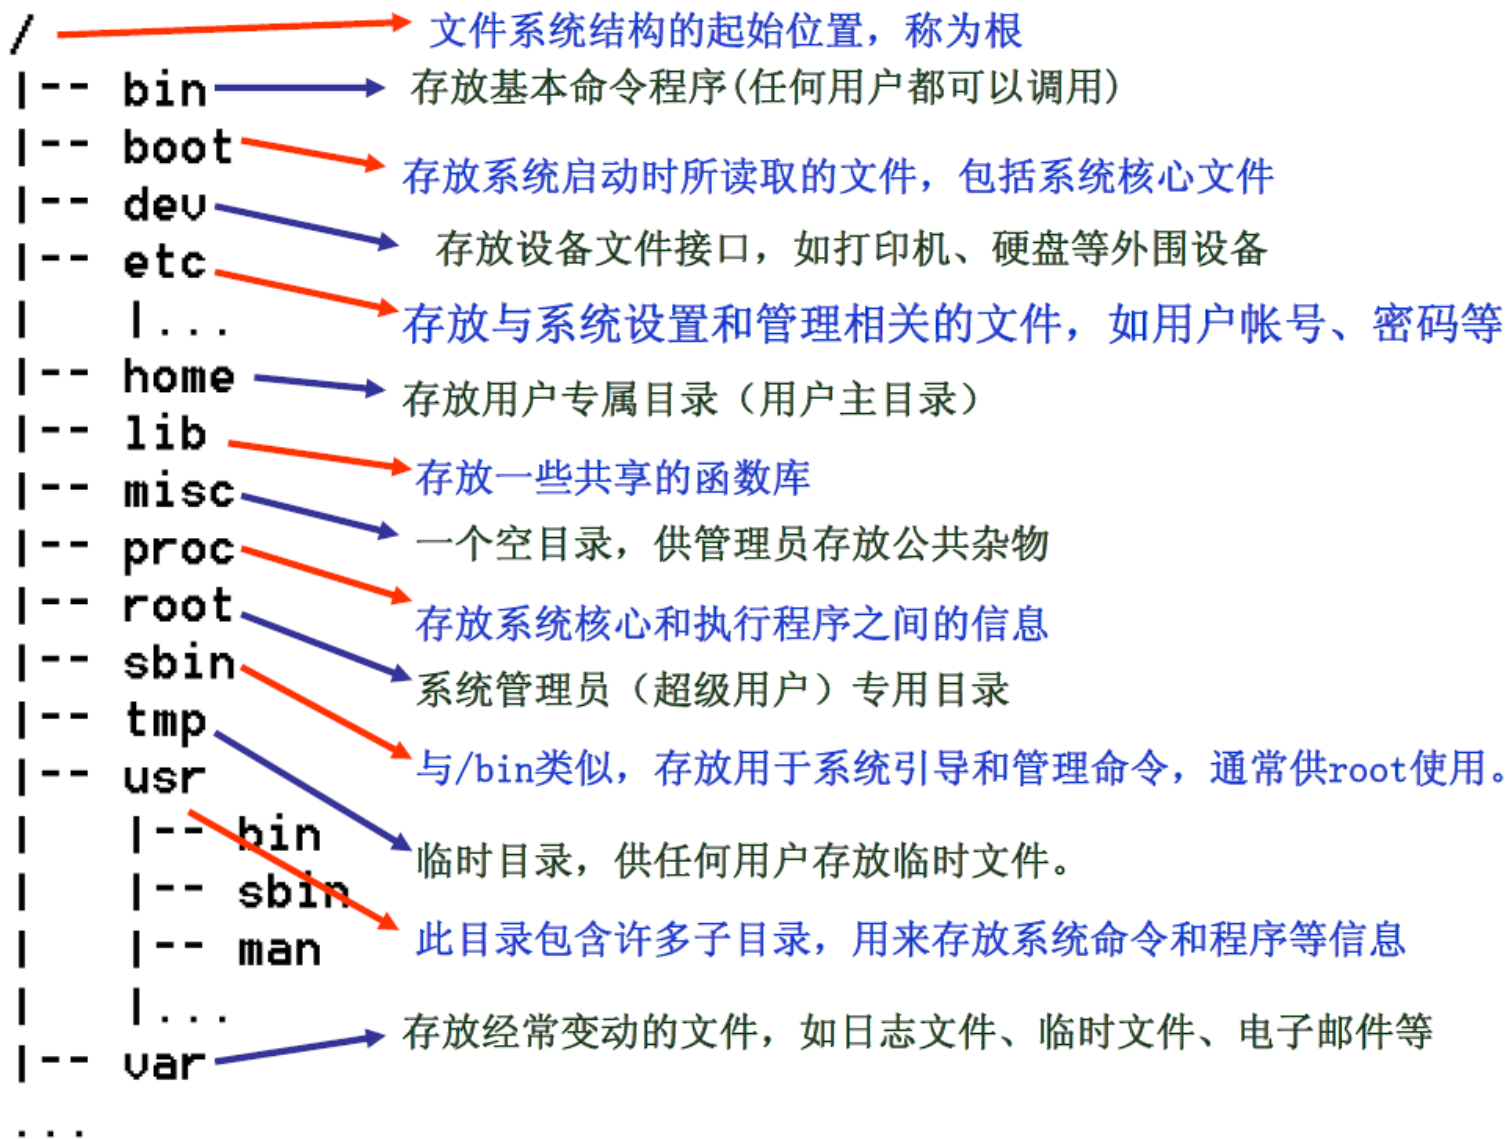 / 文件系统结构的起始位置，称为根
|-- bin 存放基本命令程序(任何用户都可以调用)
|-- boot 存放系统启动时所读取的文件，包括系统核心文件
|-- dev 存放设备文件接口，如打印机、硬盘等外围设备
|-- etc 存放与系统设置和管理相关的文件，如用户帐号、密码等
| |...
|-- home 存放用户专属目录（用户主目录）
|-- lib 存放一些共享的函数库
|-- misc 一个空目录，供管理员存放公共杂物
|-- proc 存放系统核心和执行程序之间的信息
|-- root 系统管理员（超级用户）专用目录
|-- sbin 与/bin类似，存放用于系统引导和管理命令，通常供root使用。
|-- tmp 临时目录，供任何用户存放临时文件。
|-- usr 此目录包含许多子目录，用来存放系统命令和程序等信息
| |-- bin
| |-- sbin
| |-- man
| |...
|-- var 存放经常变动的文件，如日志文件、临时文件、电子邮件等
...